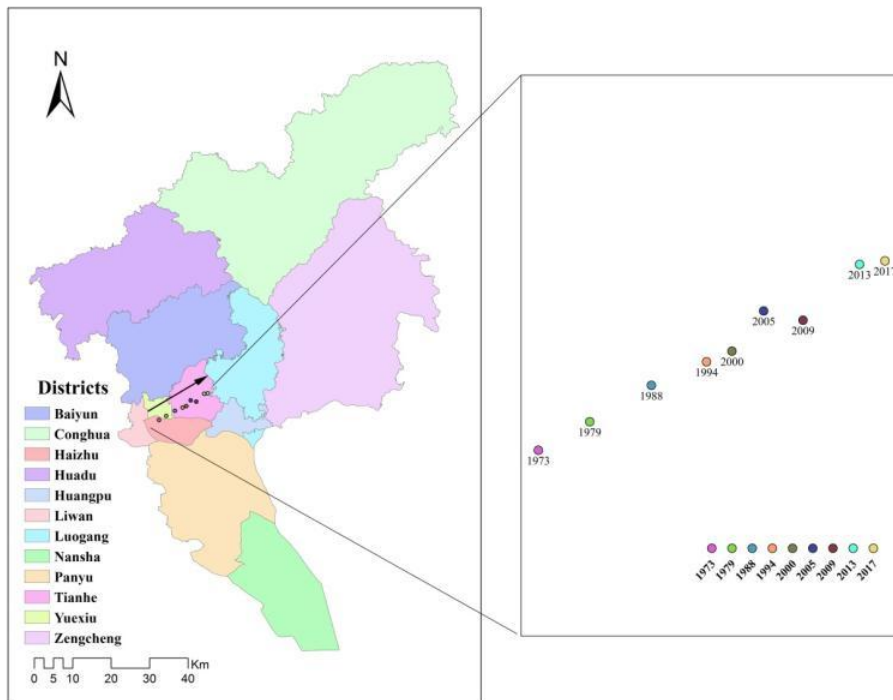 N
Districts
Baiyun
Conghua
Haizhu
Huadu
Huangpu
Liwan
Luogang
Nansha
Panyu
Tianhe
Yuexiu
Zengcheng
Km
0 5 10 20 30 40
2013 2017
2005
2009
2000
1994
1988
1979
1973
1973 1979 1988 1994 2000 2005 2009 2013 2017